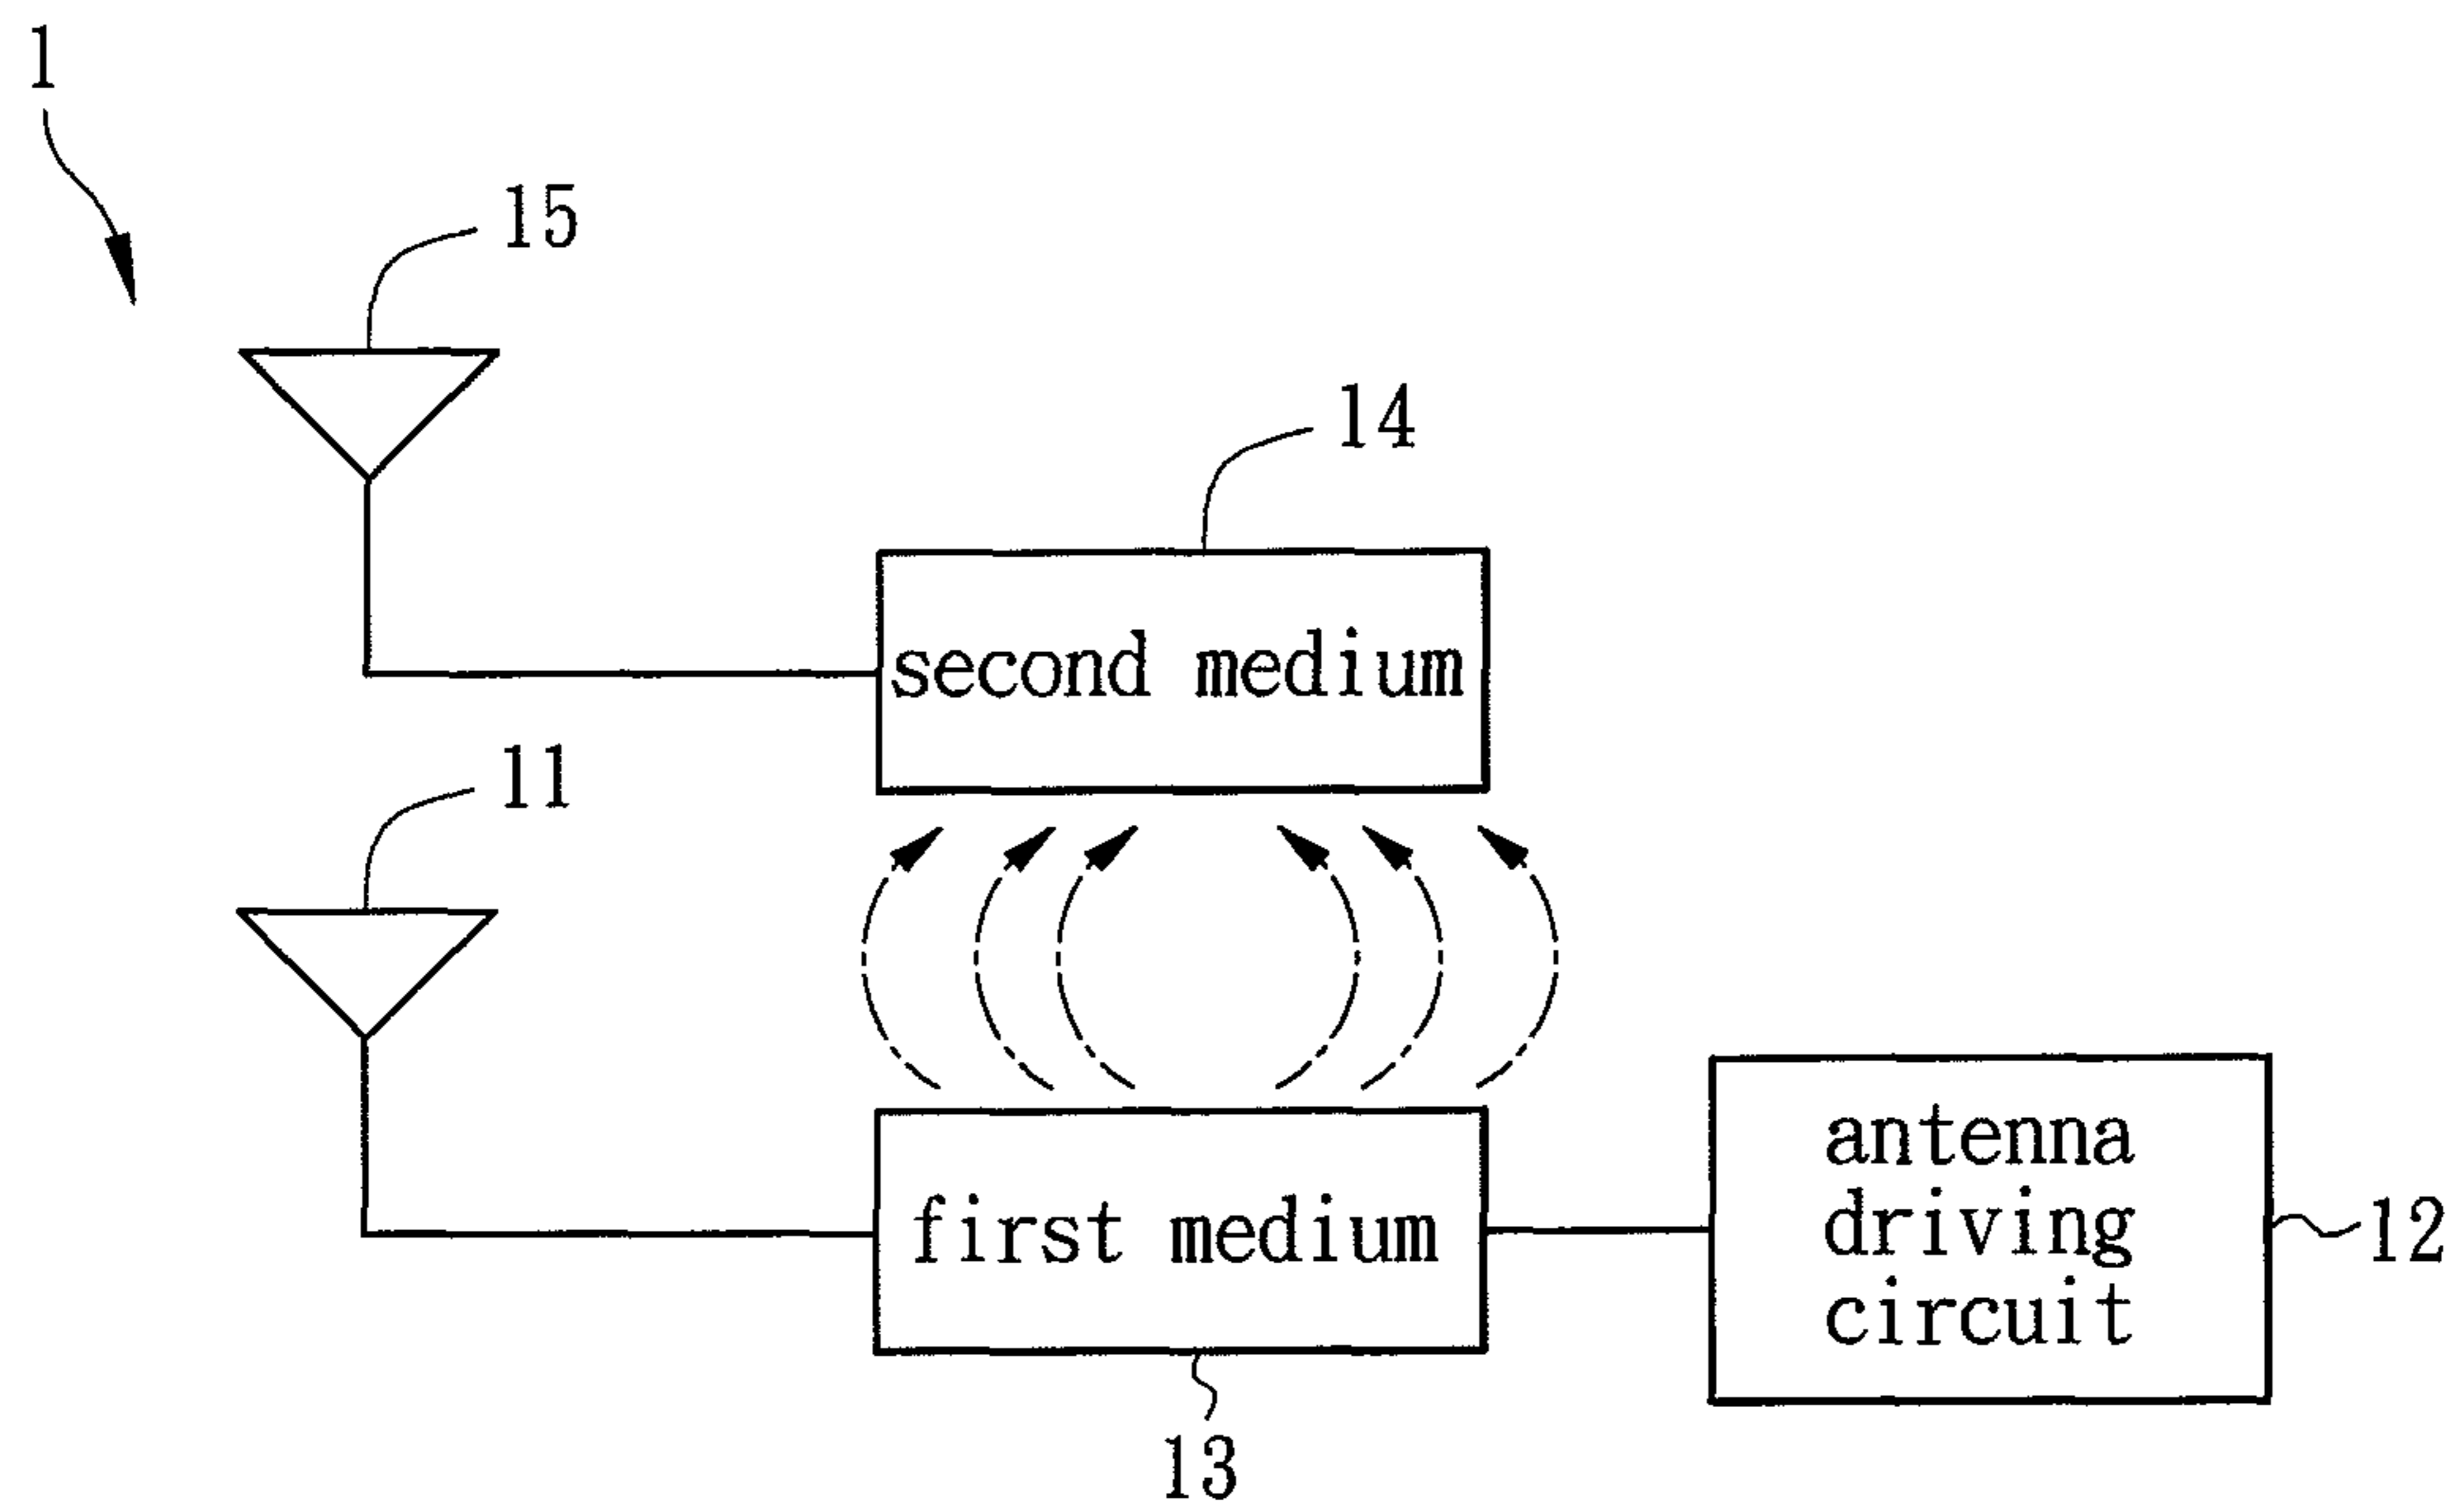 1
15
14
second medium
11
antenna
driving
circuit
first medium
12
13